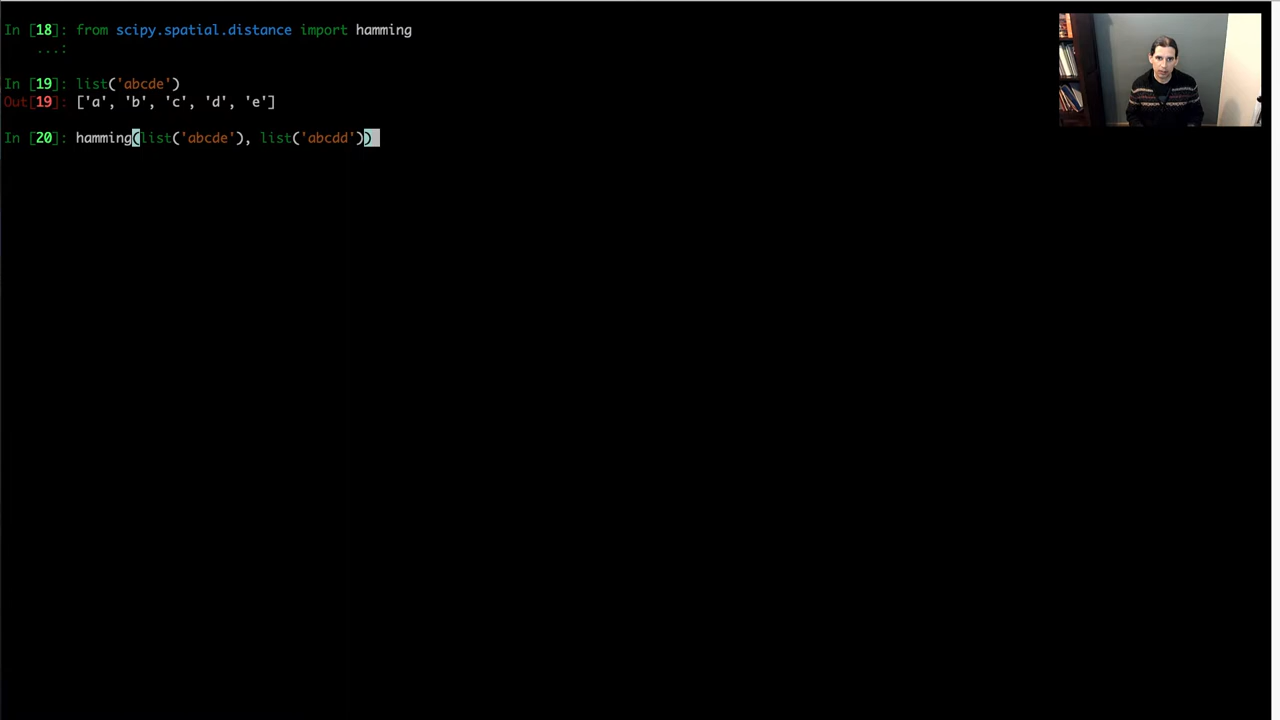 In [18]: from scipy.spatial.distance import hamming
...:
In [19]: list('abcde')
Out[19]: ['a', 'b', 'c', 'd', 'e']
In [20]: hamming(list('abcde'), list('abcdd'))